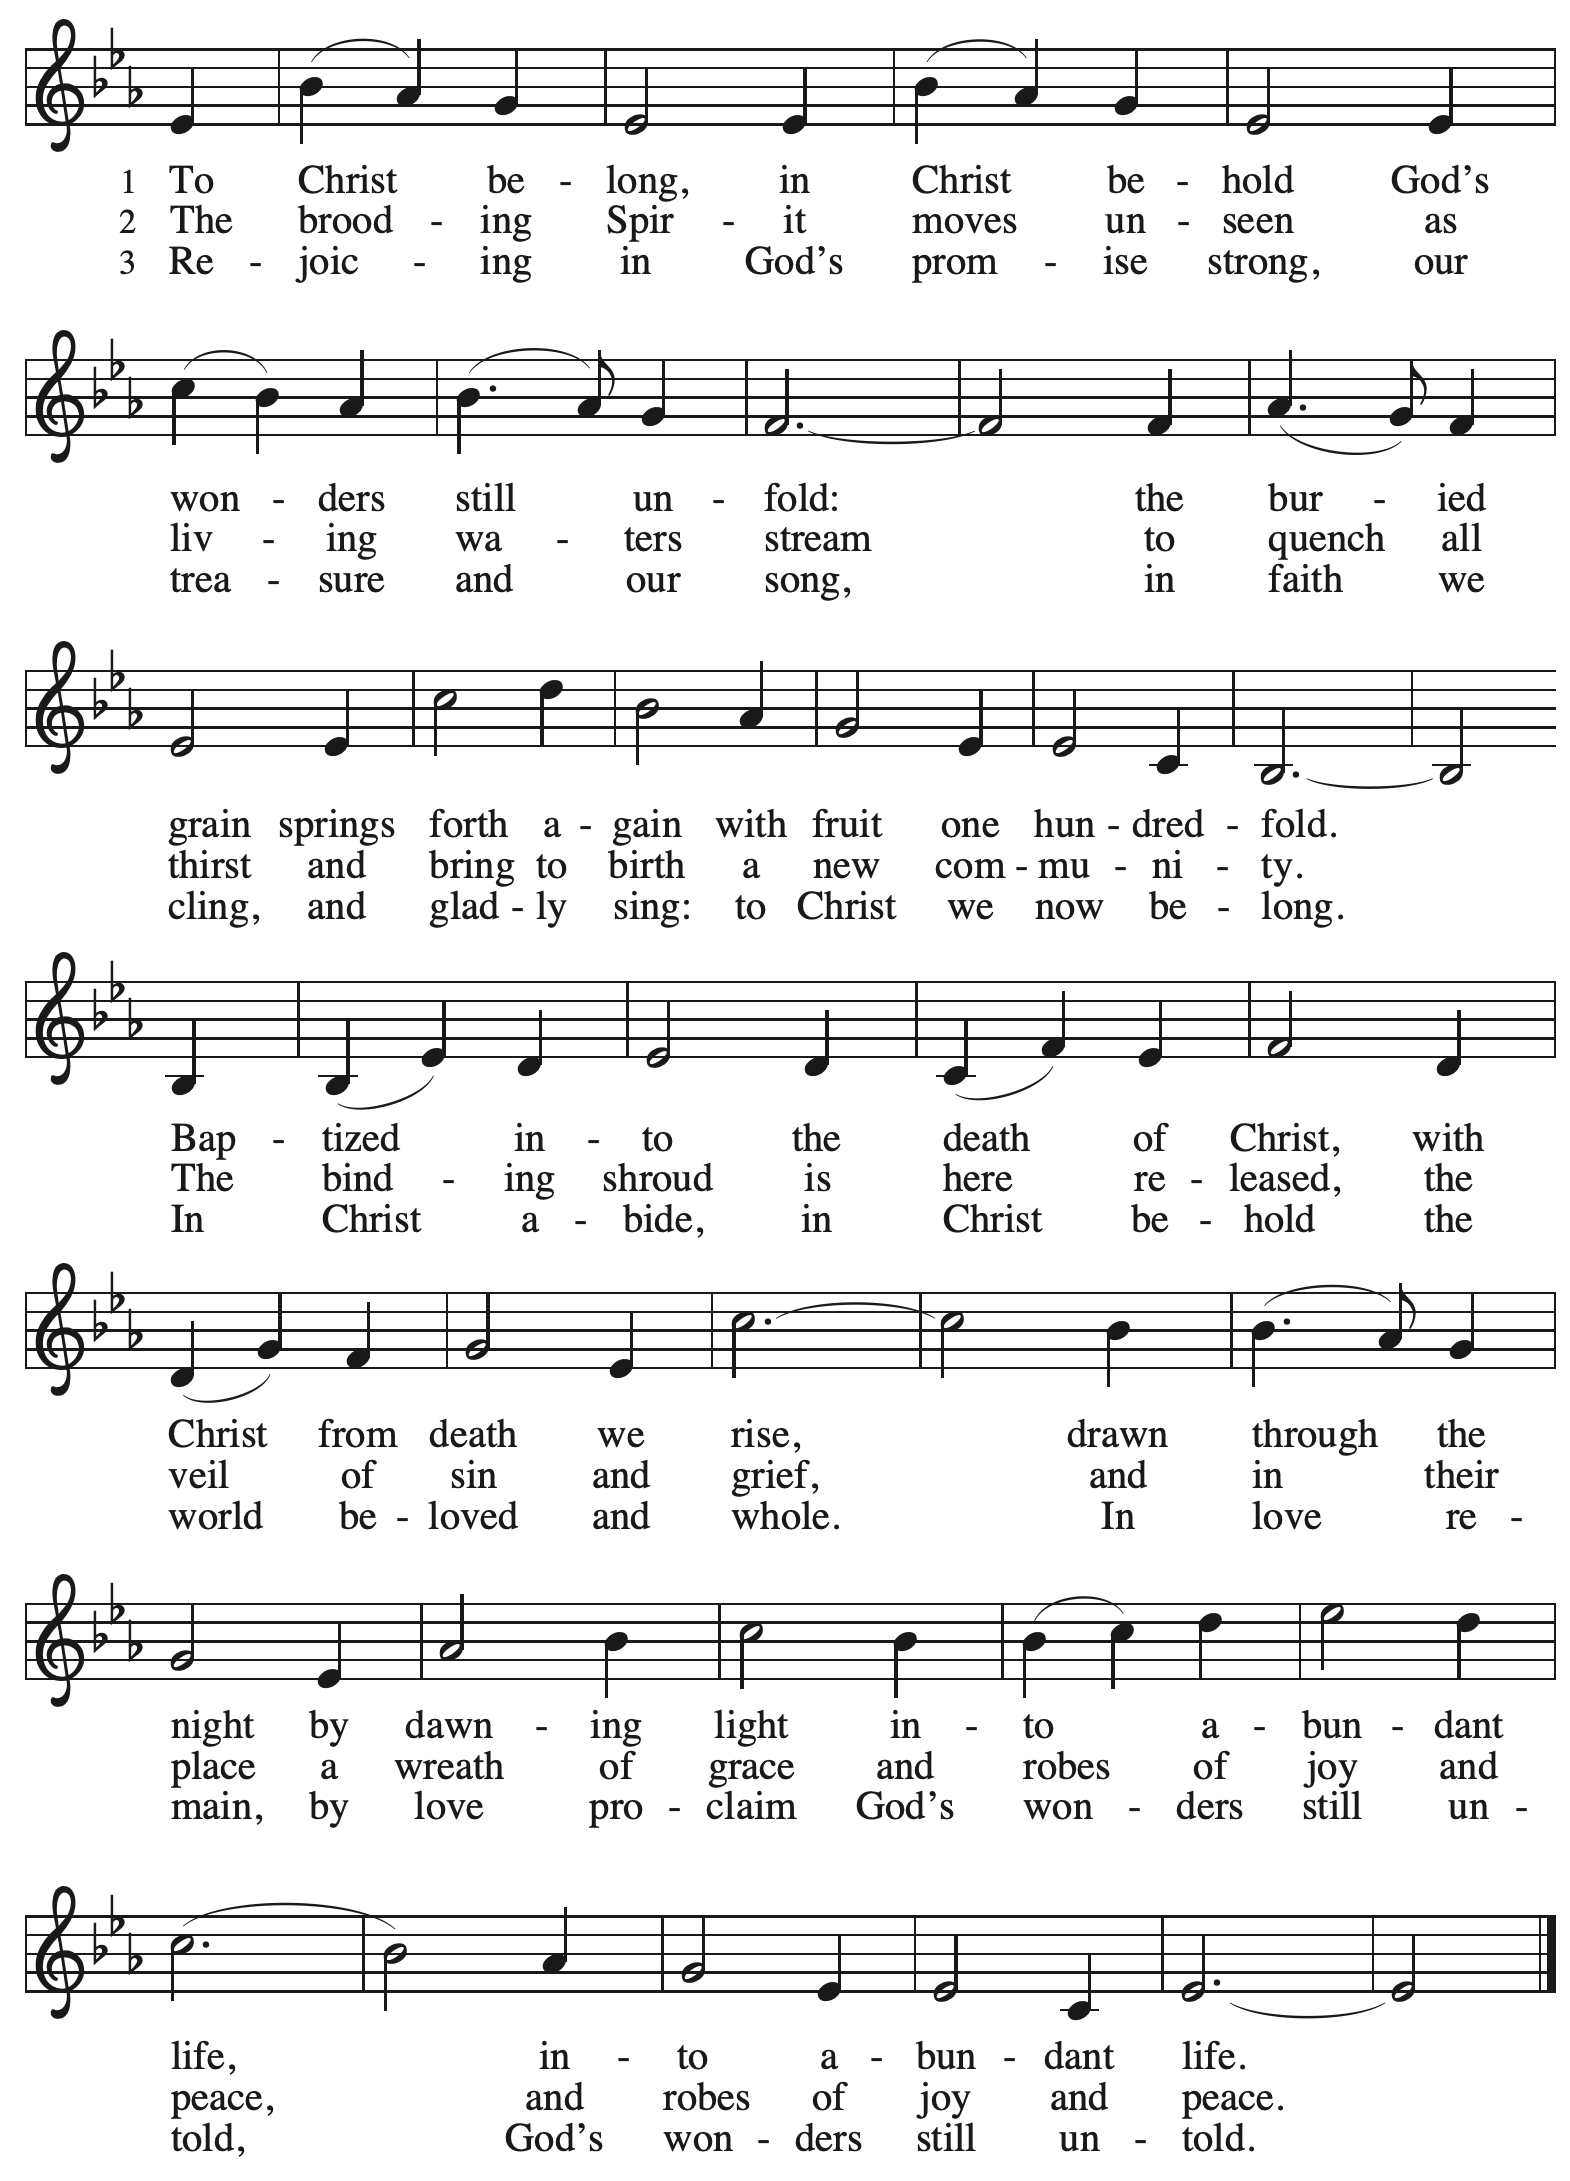 1 To Christ be - long, in Christ be - hold God's
2 The brood - ing Spir - it moves un - seen as
3 Re - joic - ing in God's prom - ise strong, our
won - ders still un - fold: the bur - ied
liv - ing wa - ters stream to quench all
trea - sure and our song, in faith we
grain springs forth a - gain with fruit one hun - dred - fold.
thirst and bring to birth a new com - mu - ni - ty.
cling, and glad - ly sing: to Christ we now be - long.
Bap - tized in - to the death of Christ, with
The bind - ing shroud is here re - leased, the
In Christ a - bide, in Christ be - hold the
Christ from death we rise, drawn through the
veil of sin and grief, and in their
world be - loved and whole. In love re -
night by dawn - ing light in - to a - bun - dant
place a wreath of grace and robes of joy and
main, by love pro - claim God's won - ders still un -
life, in - to a - bun - dant life.
peace, and robes of joy and peace.
told, God's won - ders still un - told.